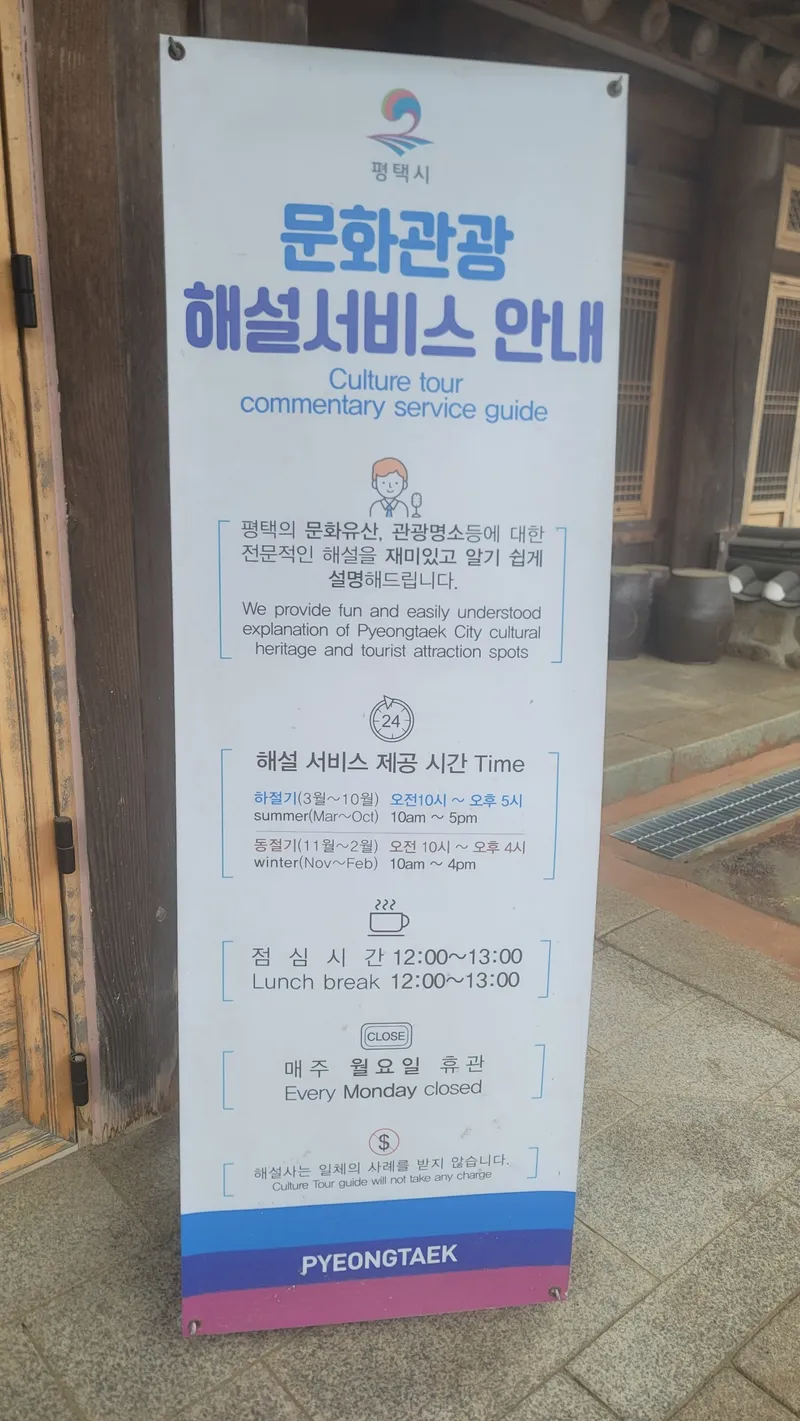 평택시
문화관광
해설서비스 안내
Culture tour
commentary service guide
평택의 문화유산, 관광명소등에 대한
전문적인 해설을 재미있고 알기 쉽게
설명해드립니다.
We provide fun and easily understood
explanation of Pyeongtaek City cultural
heritage and tourist attraction spots
24
해설 서비스 제공 시간 Time
하절기(3월~10월) 오전10시 ~ 오후 5시
summer(Mar~Oct) 10am ~ 5pm
동절기(11월~2월) 오전 10시 ~ 오후 4시
winter(Nov~Feb) 10am ~ 4pm
점 심 시 간 12:00~13:00
Lunch break 12:00~13:00
CLOSE
매주 월요일 휴관
Every Monday closed
$
해설사는 일체의 사례를 받지 않습니다.
Culture Tour guide will not take any charge
PYEONGTAEK